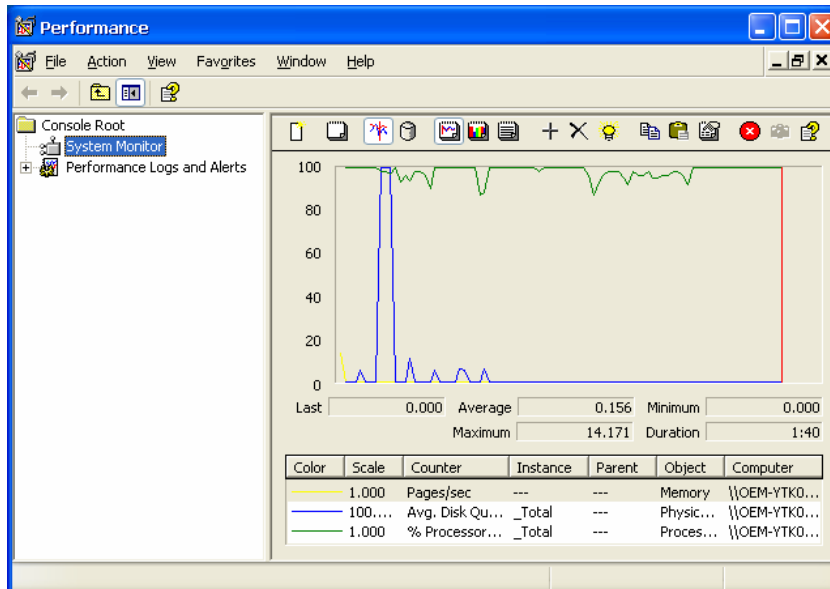 Performance
File Action View Favorites Window Help
Console Root
System Monitor
Performance Logs and Alerts
100
80
60
40
20
0
Last 0.000 Average 0.156 Minimum 0.000
Maximum 14.171 Duration 1:40
Color Scale Counter Instance Parent Object Computer
1.000 Pages/sec --- --- Memory \\OEM-YTK0...
100.... Avg. Disk Qu... _Total --- Physic... \\OEM-YTK0...
1.000 % Processor... _Total --- Proces... \\OEM-YTK0...